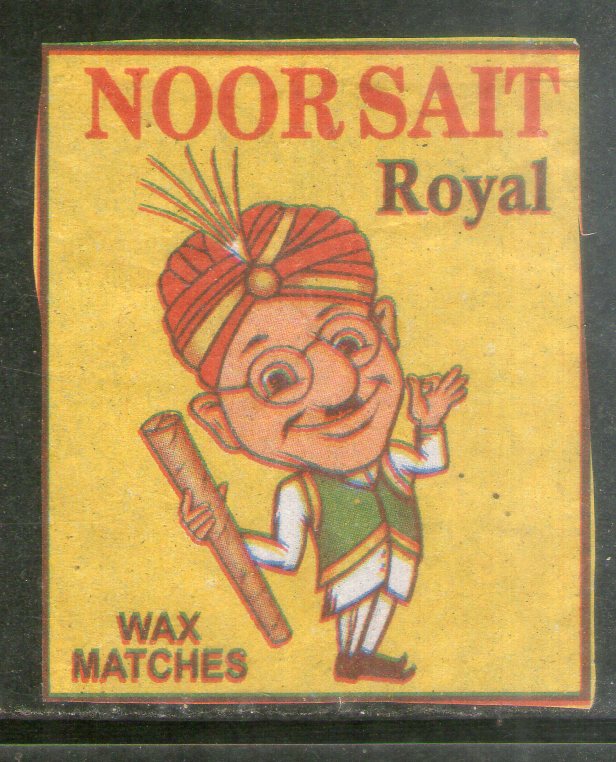 NOOR SAIT
Royal
WAX
MATCHES